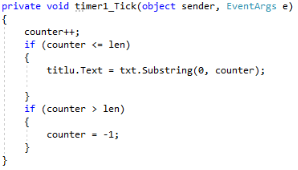 private void timer1_Tick(object sender, EventArgs e)
{
counter++;
if (counter <= len)
{
titlu.Text = txt.Substring(0, counter);
}
if (counter > len)
{
counter = -1;
}
}